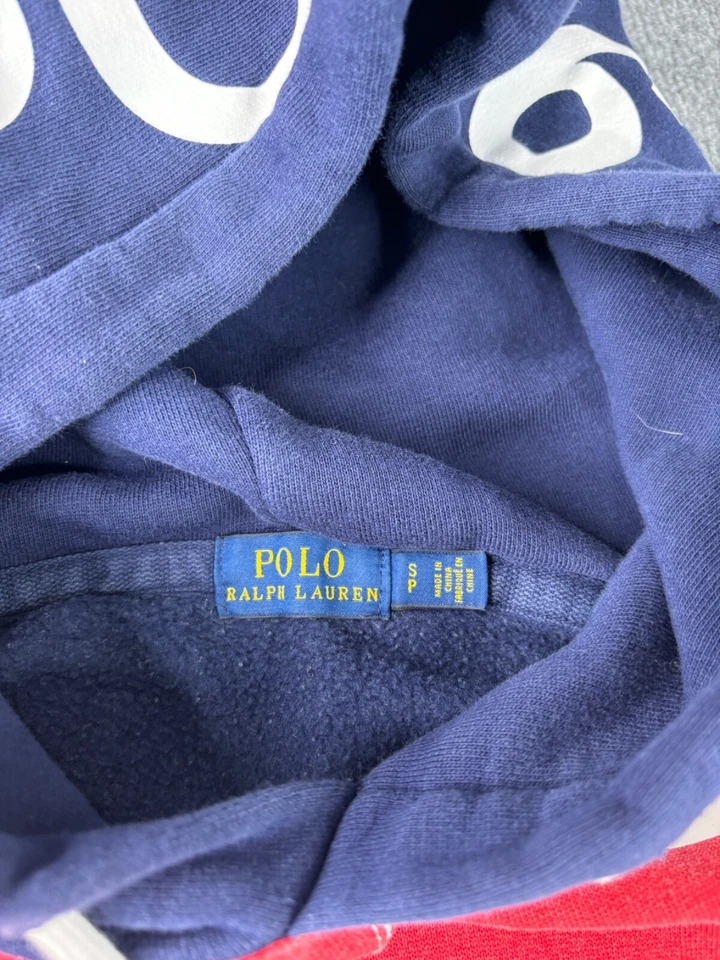 POLO
RALPH LAUREN
S
P
MADE IN
CHINA
FABRIQUÉ EN
CHINE